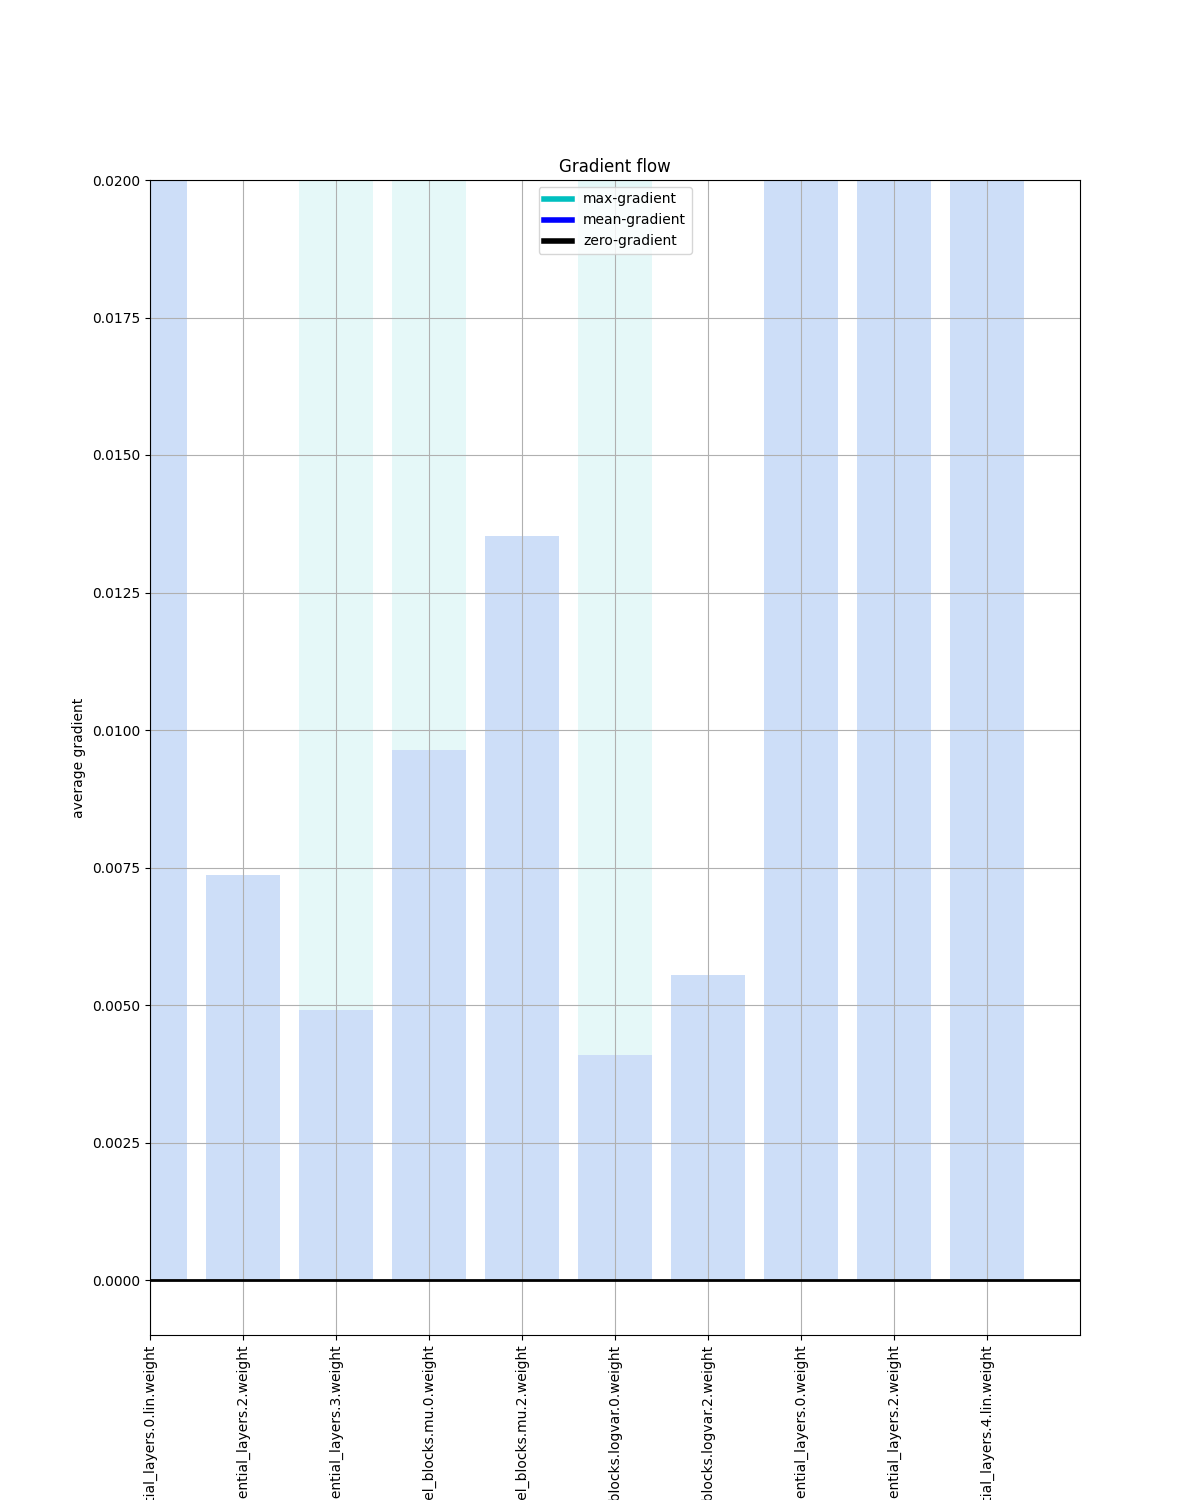 Gradient flow
max-gradient
mean-gradient
zero-gradient
0.0200
0.0175
0.0150
0.0125
0.0100
0.0075
0.0050
0.0025
0.0000
average gradient
tial_layers.0.lin.weight
ential_layers.2.weight
ential_layers.3.weight
el_blocks.mu.0.weight
el_blocks.mu.2.weight
blocks.logvar.0.weight
blocks.logvar.2.weight
ential_layers.0.weight
ential_layers.2.weight
tial_layers.4.lin.weight